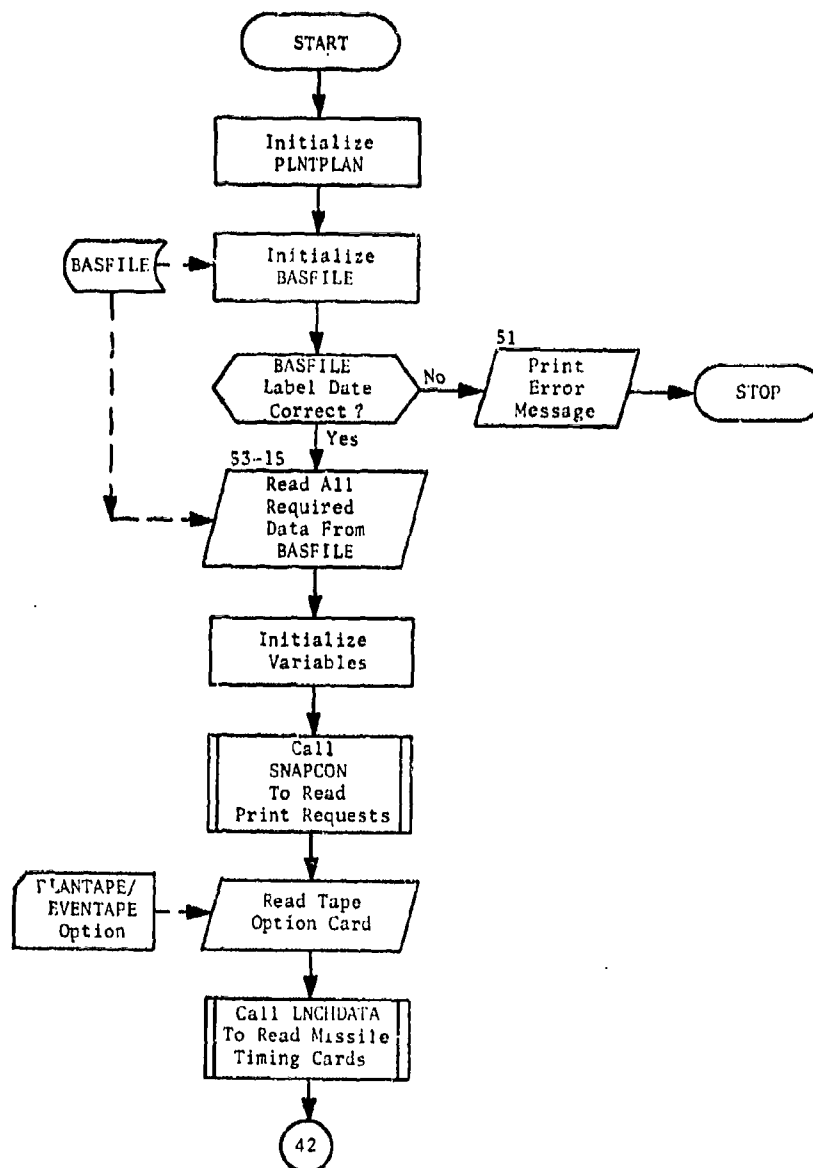 START
Initialize
PLNTPLAN
BASFILE
Initialize
BASFILE
BASFILE
Label Date
Correct?
No
51
Print
Error
Message
STOP
Yes
53-15
Read All
Required
Data From
BASFILE
Initialize
Variables
Call
SNAPCON
To Read
Print Requests
PLANTAPE/
EVENTAPE
Option
Read Tape
Option Card
Call LNCHDATA
To Read Missile
Timing Cards
42